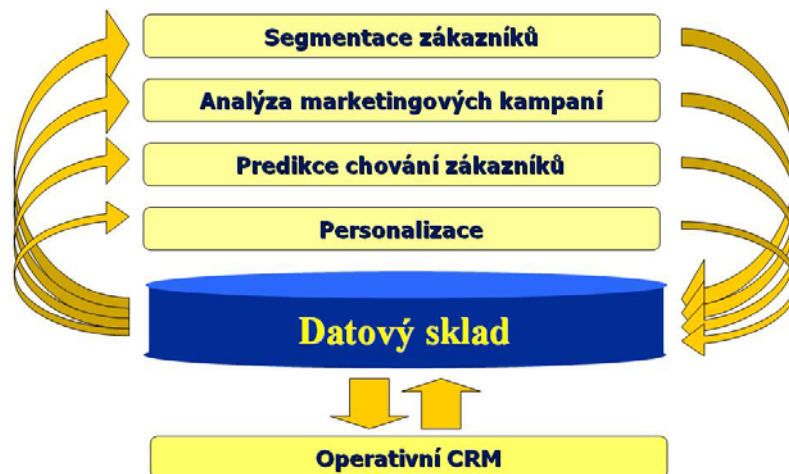 Segmentace zákazníků
Analýza marketingových kampaní
Predikce chování zákazníků
Personalizace
Datový sklad
Operativní CRM